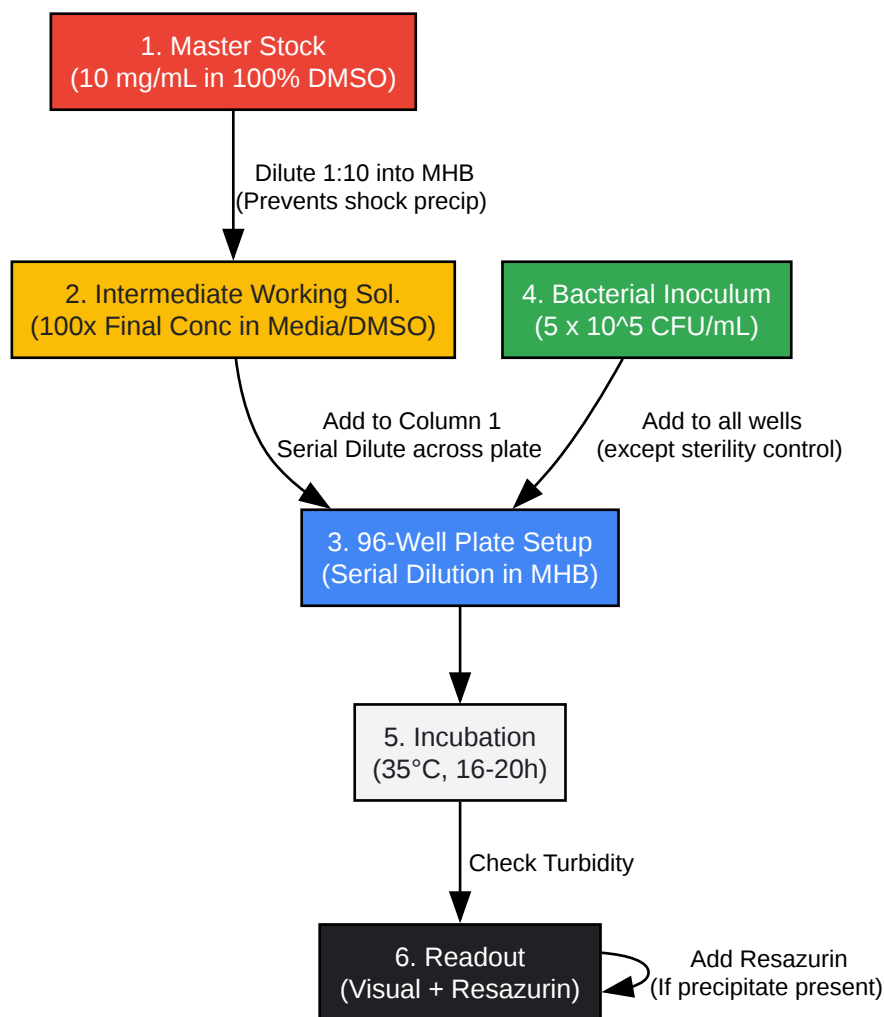 1. Master Stock
(10 mg/mL in 100% DMSO)
Dilute 1:10 into MHB
(Prevents shock precip)
2. Intermediate Working Sol.
(100x Final Conc in Media/DMSO)
4. Bacterial Inoculum
(5 x 10^5 CFU/mL)
Add to Column 1
Serial Dilute across plate
Add to all wells
(except sterility control)
3. 96-Well Plate Setup
(Serial Dilution in MHB)
5. Incubation
(35°C, 16-20h)
Check Turbidity
6. Readout
(Visual + Resazurin)
Add Resazurin
(If precipitate present)